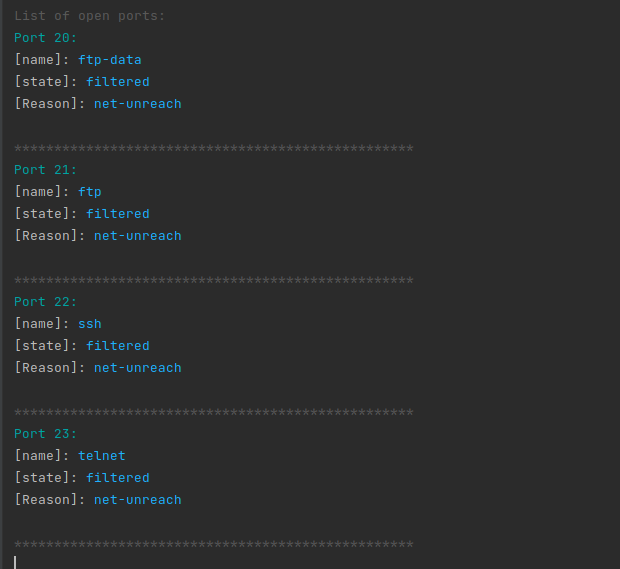 List of open ports:
Port 20:
[name]: ftp-data
[state]: filtered
[Reason]: net-unreach
**************************************************
Port 21:
[name]: ftp
[state]: filtered
[Reason]: net-unreach
**************************************************
Port 22:
[name]: ssh
[state]: filtered
[Reason]: net-unreach
**************************************************
Port 23:
[name]: telnet
[state]: filtered
[Reason]: net-unreach
**************************************************